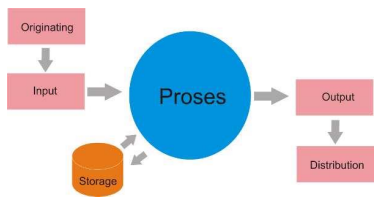 Originating
Input
Proses
Storage
Output
Distribution